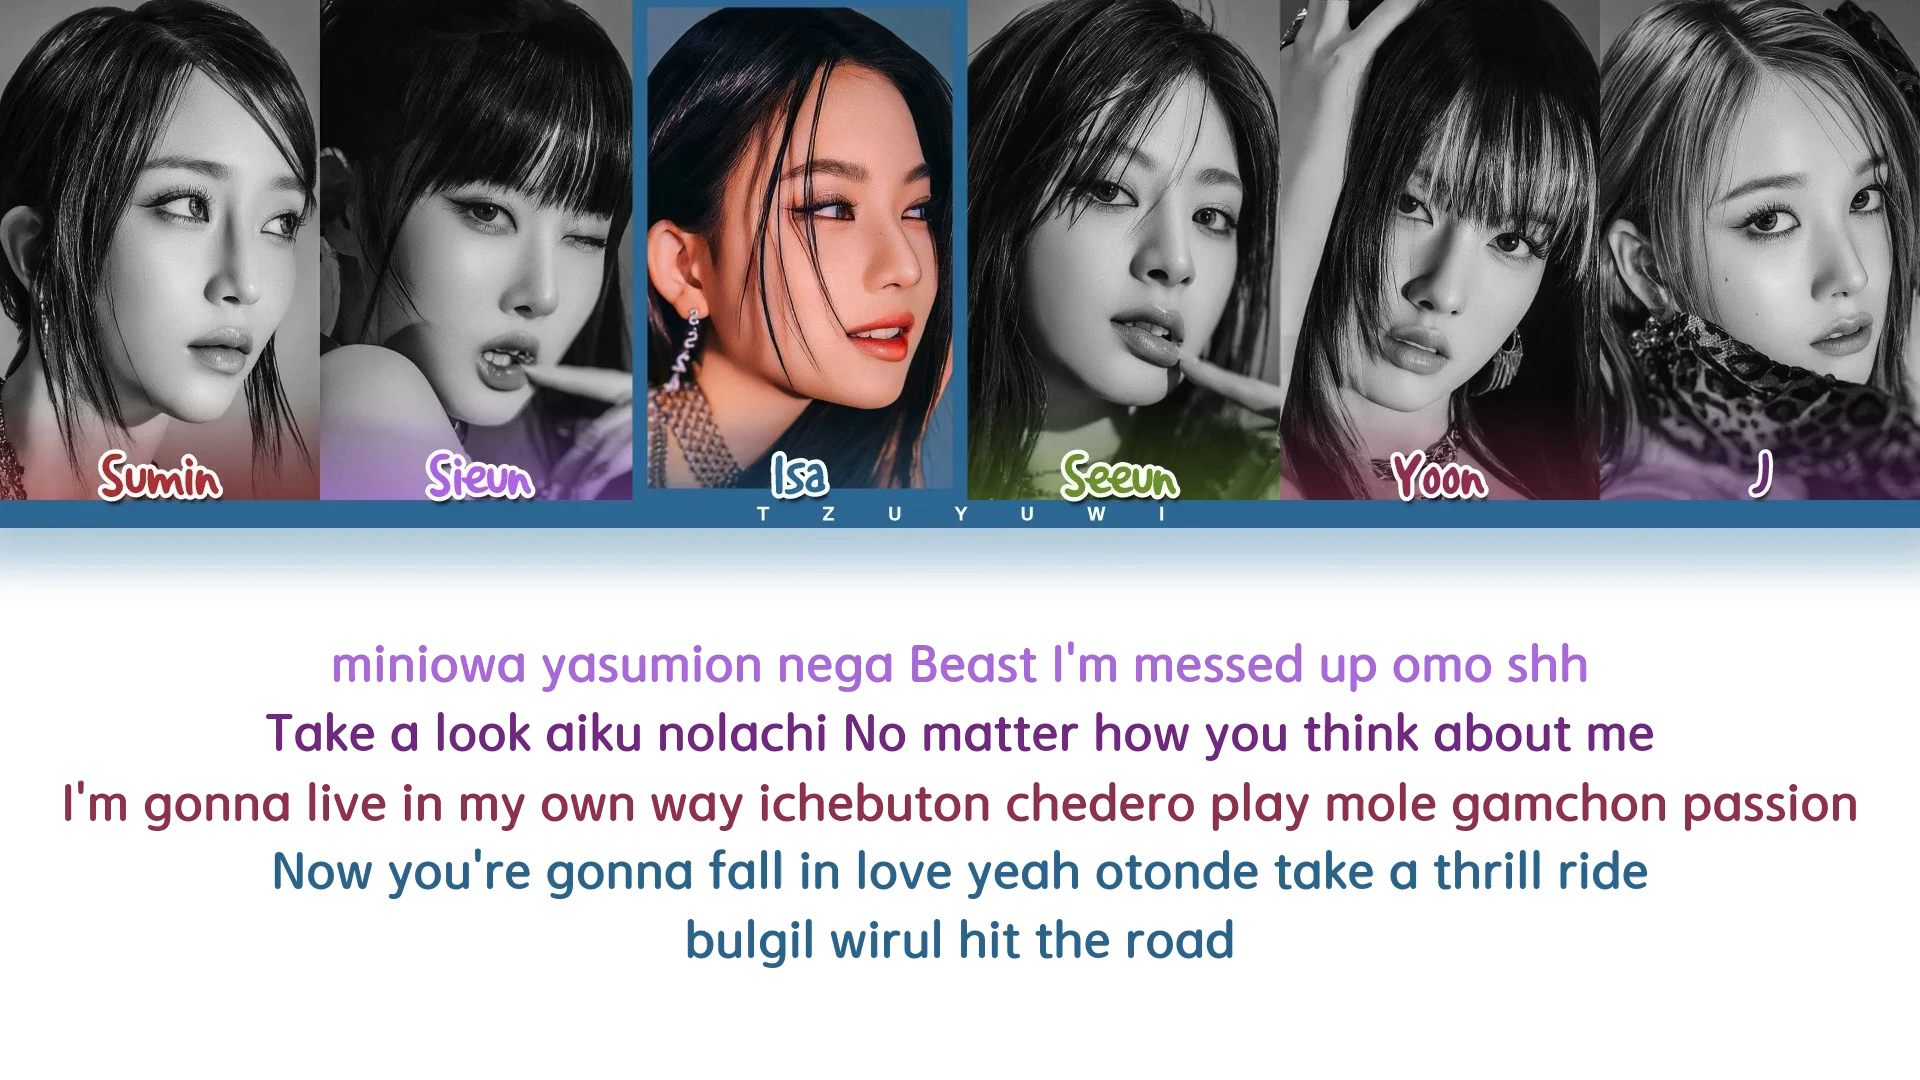 Sumin Sieun Isa Seeun Yoon J
TZUYUWI
miniowa yasumion nega Beast I'm messed up omo shh
Take a look aiku nolachi No matter how you think about me
I'm gonna live in my own way ichebuton chedero play mole gamchon passion
Now you're gonna fall in love yeah otonde take a thrill ride
bulgil wirul hit the road